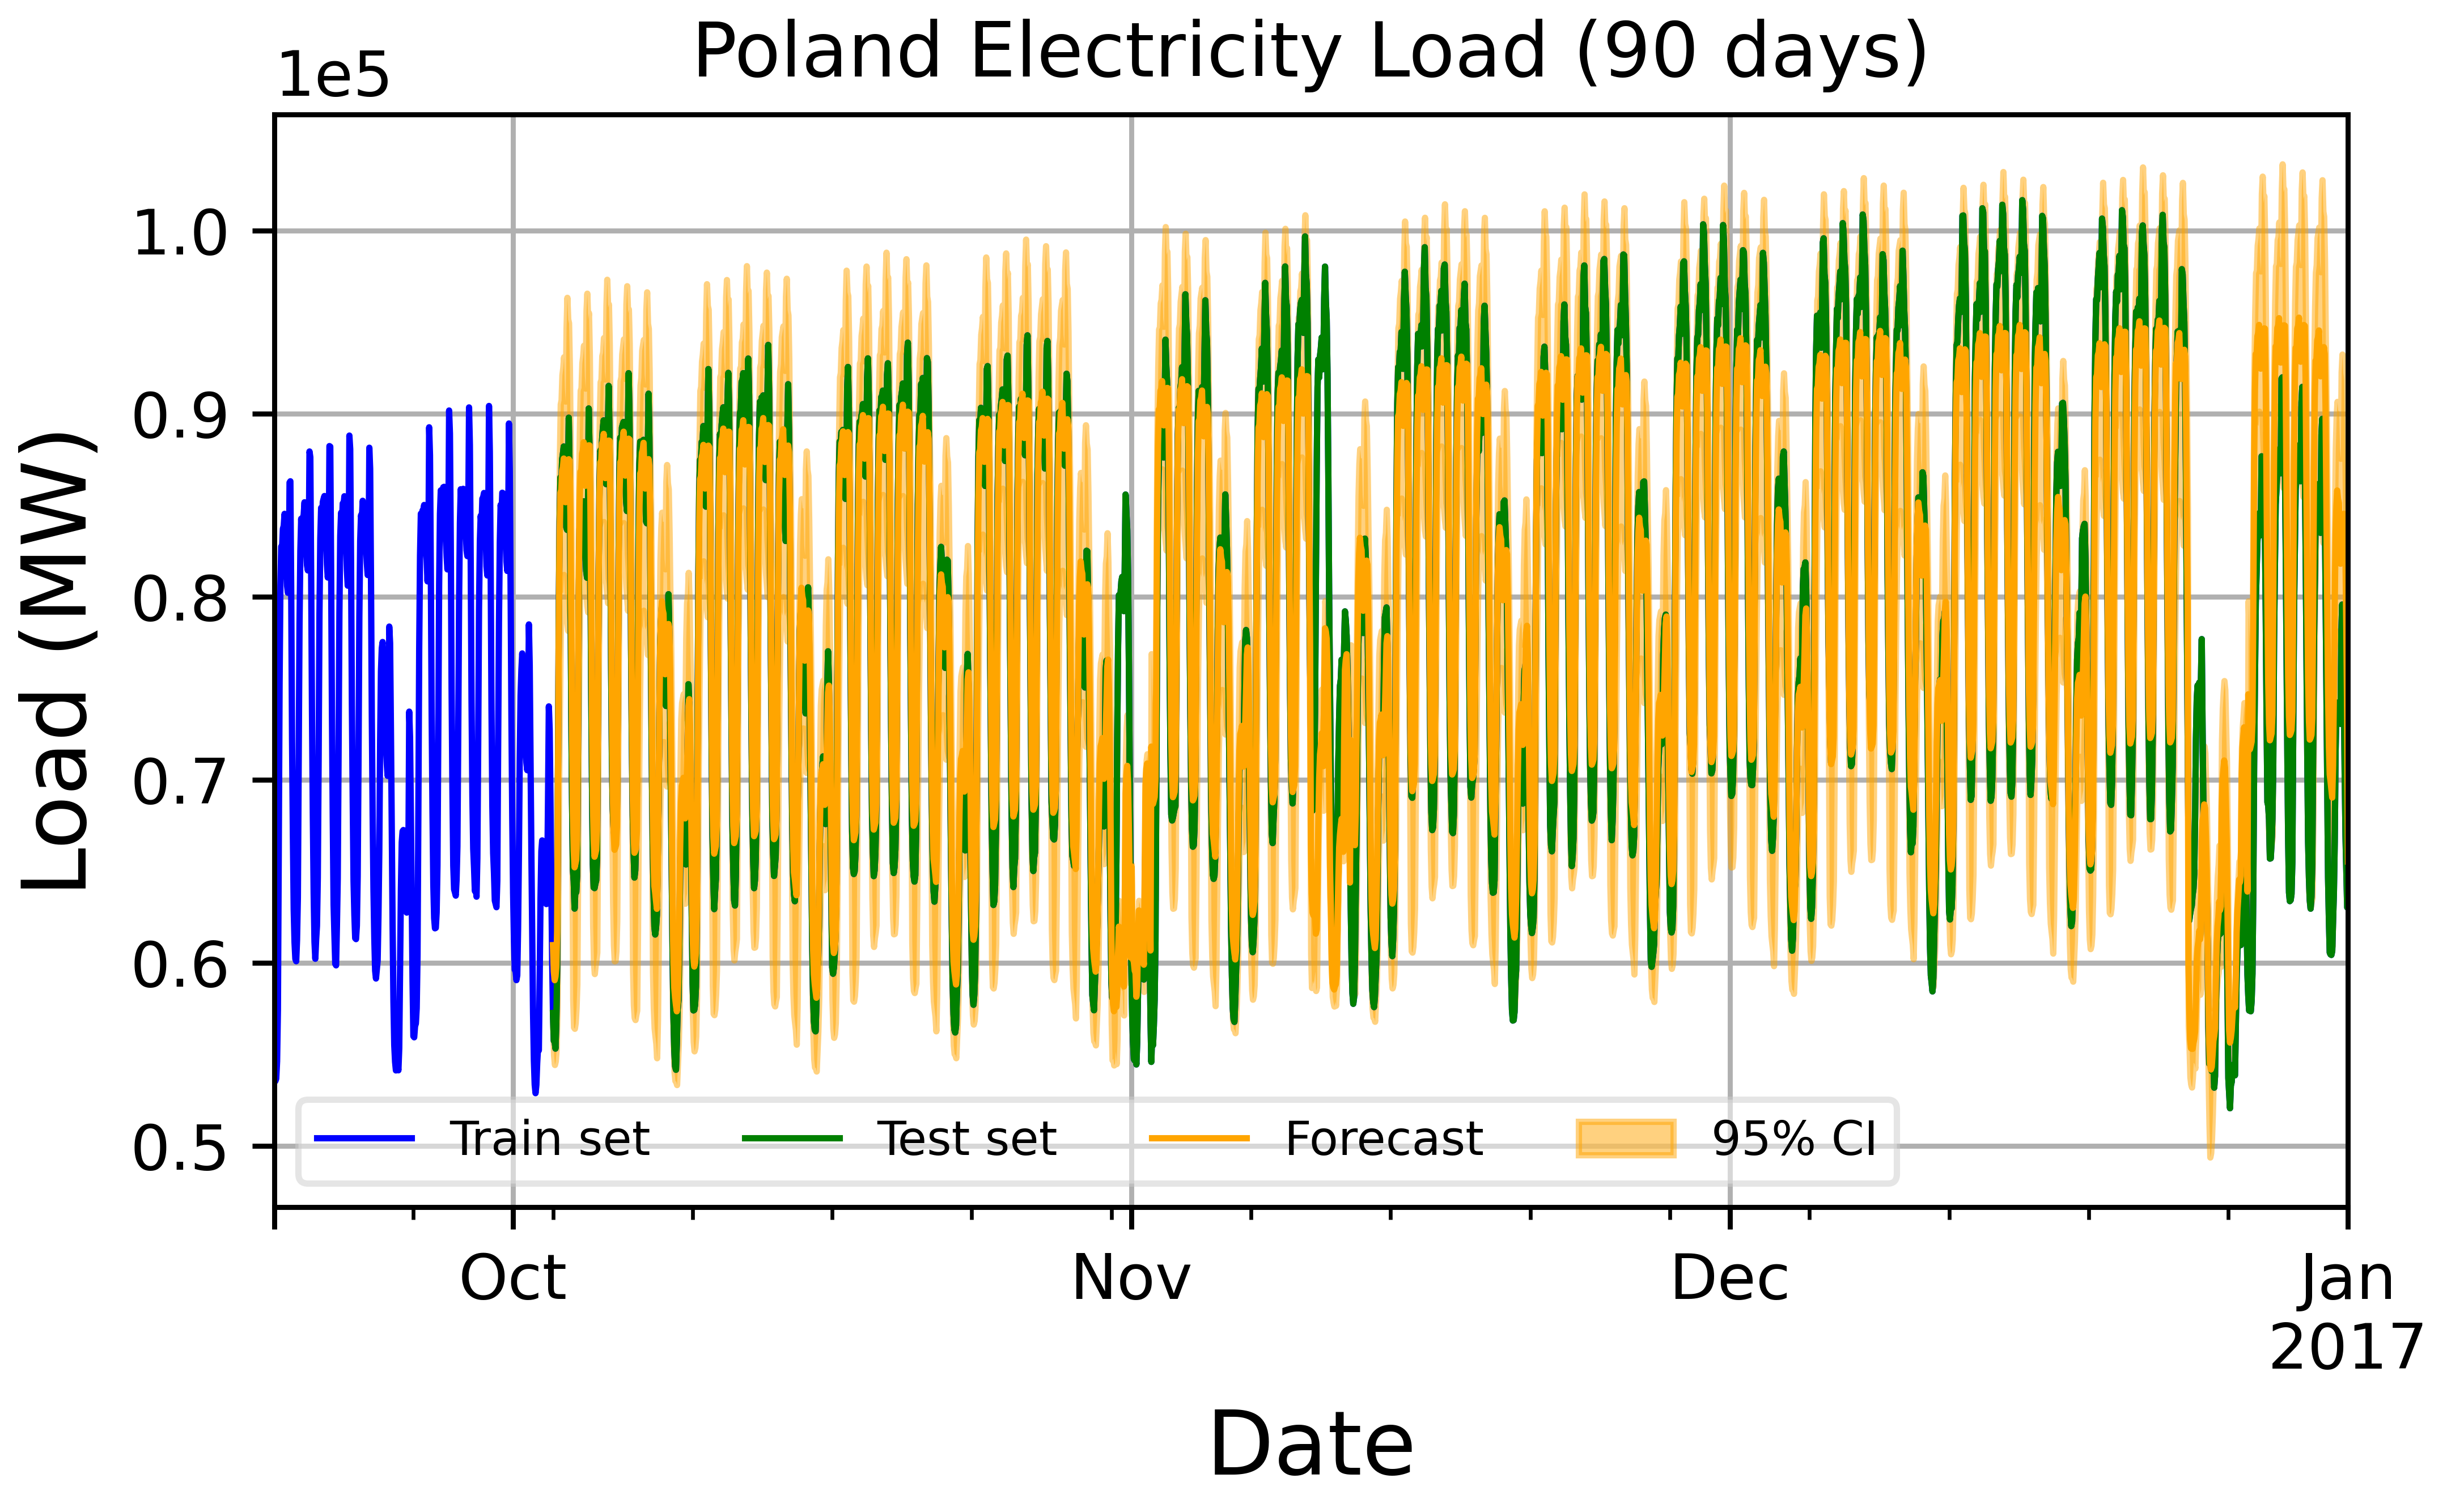 Poland Electricity Load (90 days)
1e5
1.0
0.9
0.8
0.7
0.6
0.5
Load (MW)
Train set
Test set
Forecast
95% CI
Oct
Nov
Dec
Jan
2017
Date